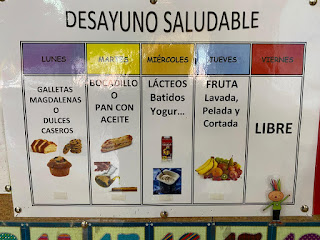 DESAYUNO SALUDABLE
LUNES
MARTES
MIÉRCOLES
JUEVES
VIERNES
GALLETAS
MAGDALENAS
O
DULCES
CASEROS
BOCADILLO
O
PAN CON
ACEITE
LÁCTEOS
Batidos
Yogur...
FRUTA
Lavada,
Pelada y
Cortada
LIBRE